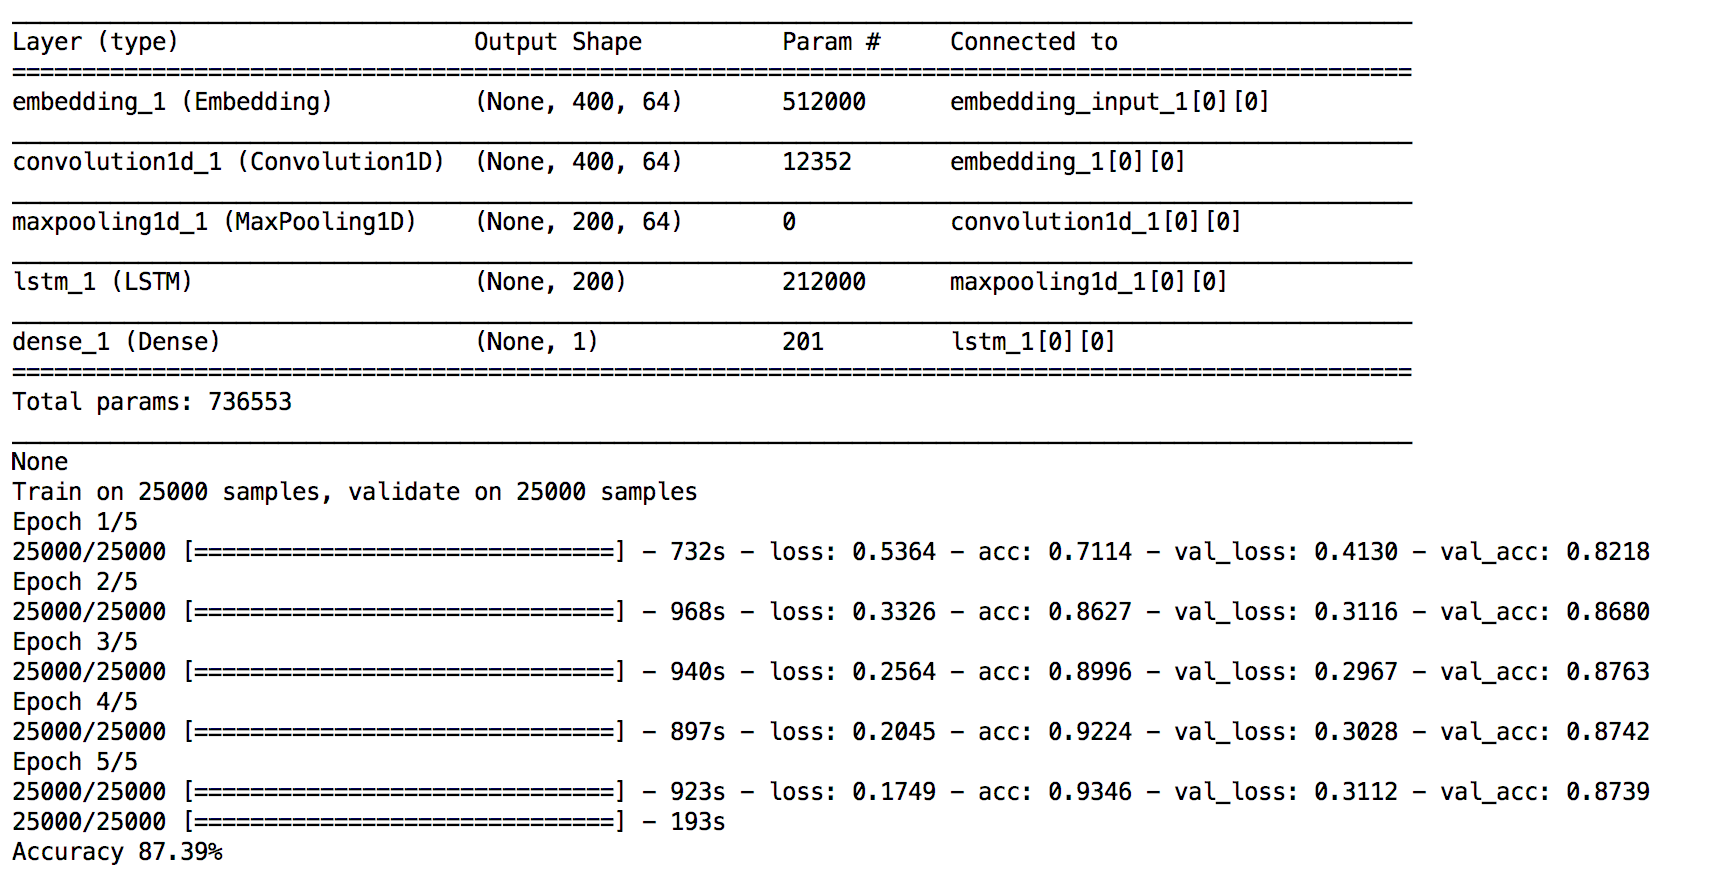 Layer (type)                     Output Shape          Param #     Connected to
====================================================================================================
embedding_1 (Embedding)          (None, 400, 64)       512000      embedding_input_1[0][0]
____________________________________________________________________________________________________
convolution1d_1 (Convolution1D)  (None, 400, 64)       12352       embedding_1[0][0]
____________________________________________________________________________________________________
maxpooling1d_1 (MaxPooling1D)    (None, 200, 64)       0           convolution1d_1[0][0]
____________________________________________________________________________________________________
lstm_1 (LSTM)                    (None, 200)           212000      maxpooling1d_1[0][0]
____________________________________________________________________________________________________
dense_1 (Dense)                  (None, 1)             201         lstm_1[0][0]
====================================================================================================
Total params: 736553
____________________________________________________________________________________________________
None
Train on 25000 samples, validate on 25000 samples
Epoch 1/5
25000/25000 [==============================] - 732s - loss: 0.5364 - acc: 0.7114 - val_loss: 0.4130 - val_acc: 0.8218
Epoch 2/5
25000/25000 [==============================] - 968s - loss: 0.3326 - acc: 0.8627 - val_loss: 0.3116 - val_acc: 0.8680
Epoch 3/5
25000/25000 [==============================] - 940s - loss: 0.2564 - acc: 0.8996 - val_loss: 0.2967 - val_acc: 0.8763
Epoch 4/5
25000/25000 [==============================] - 897s - loss: 0.2045 - acc: 0.9224 - val_loss: 0.3028 - val_acc: 0.8742
Epoch 5/5
25000/25000 [==============================] - 923s - loss: 0.1749 - acc: 0.9346 - val_loss: 0.3112 - val_acc: 0.8739
25000/25000 [==============================] - 193s
Accuracy 87.39%